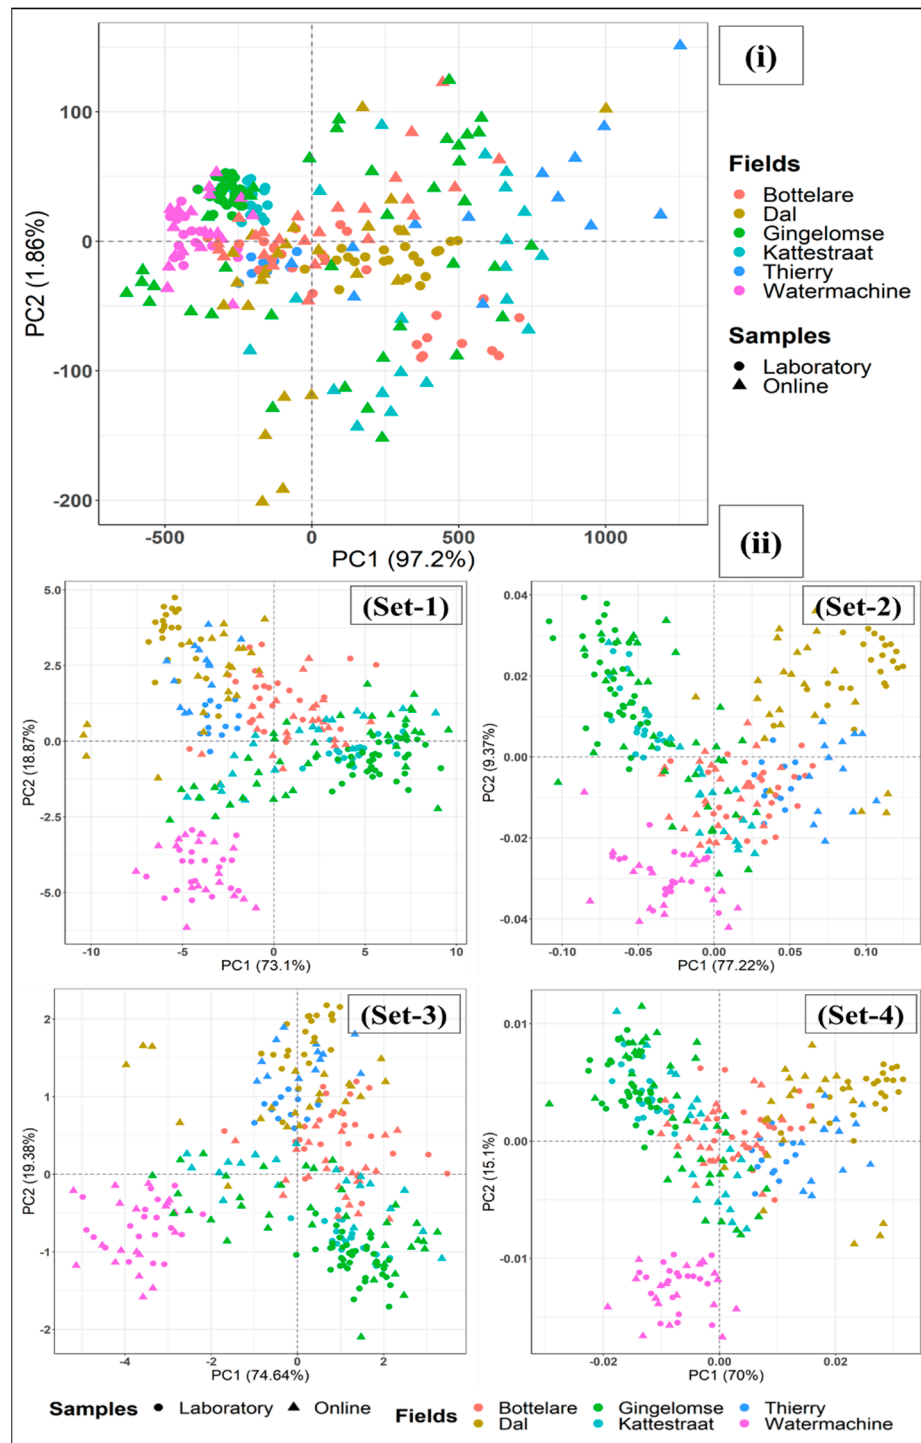 (i)
100
0
-100
-200
PC2 (1.86%)
-500
0
500
1000
PC1 (97.2%)
Fields
Bottelare
Dal
Gingelomse
Kattestraat
Thierry
Watermachine
Samples
Laboratory
Online
(ii)
(Set-1)
5.0
2.5
0.0
-2.5
-5.0
PC2 (18.87%)
-10
-5
0
5
10
PC1 (73.1%)
(Set-2)
0.04
0.02
0.00
-0.02
-0.04
PC2 (9.37%)
-0.10
-0.05
0.00
0.05
0.10
PC1 (77.22%)
(Set-3)
2
1
0
-1
-2
PC2 (19.38%)
-4
-2
0
2
PC1 (74.64%)
(Set-4)
0.01
0.00
-0.01
PC2 (15.1%)
-0.02
0.00
0.02
PC1 (70%)
Samples Laboratory Online Fields
Bottelare Gingelomse Thierry
Dal Kattestraat Watermachine